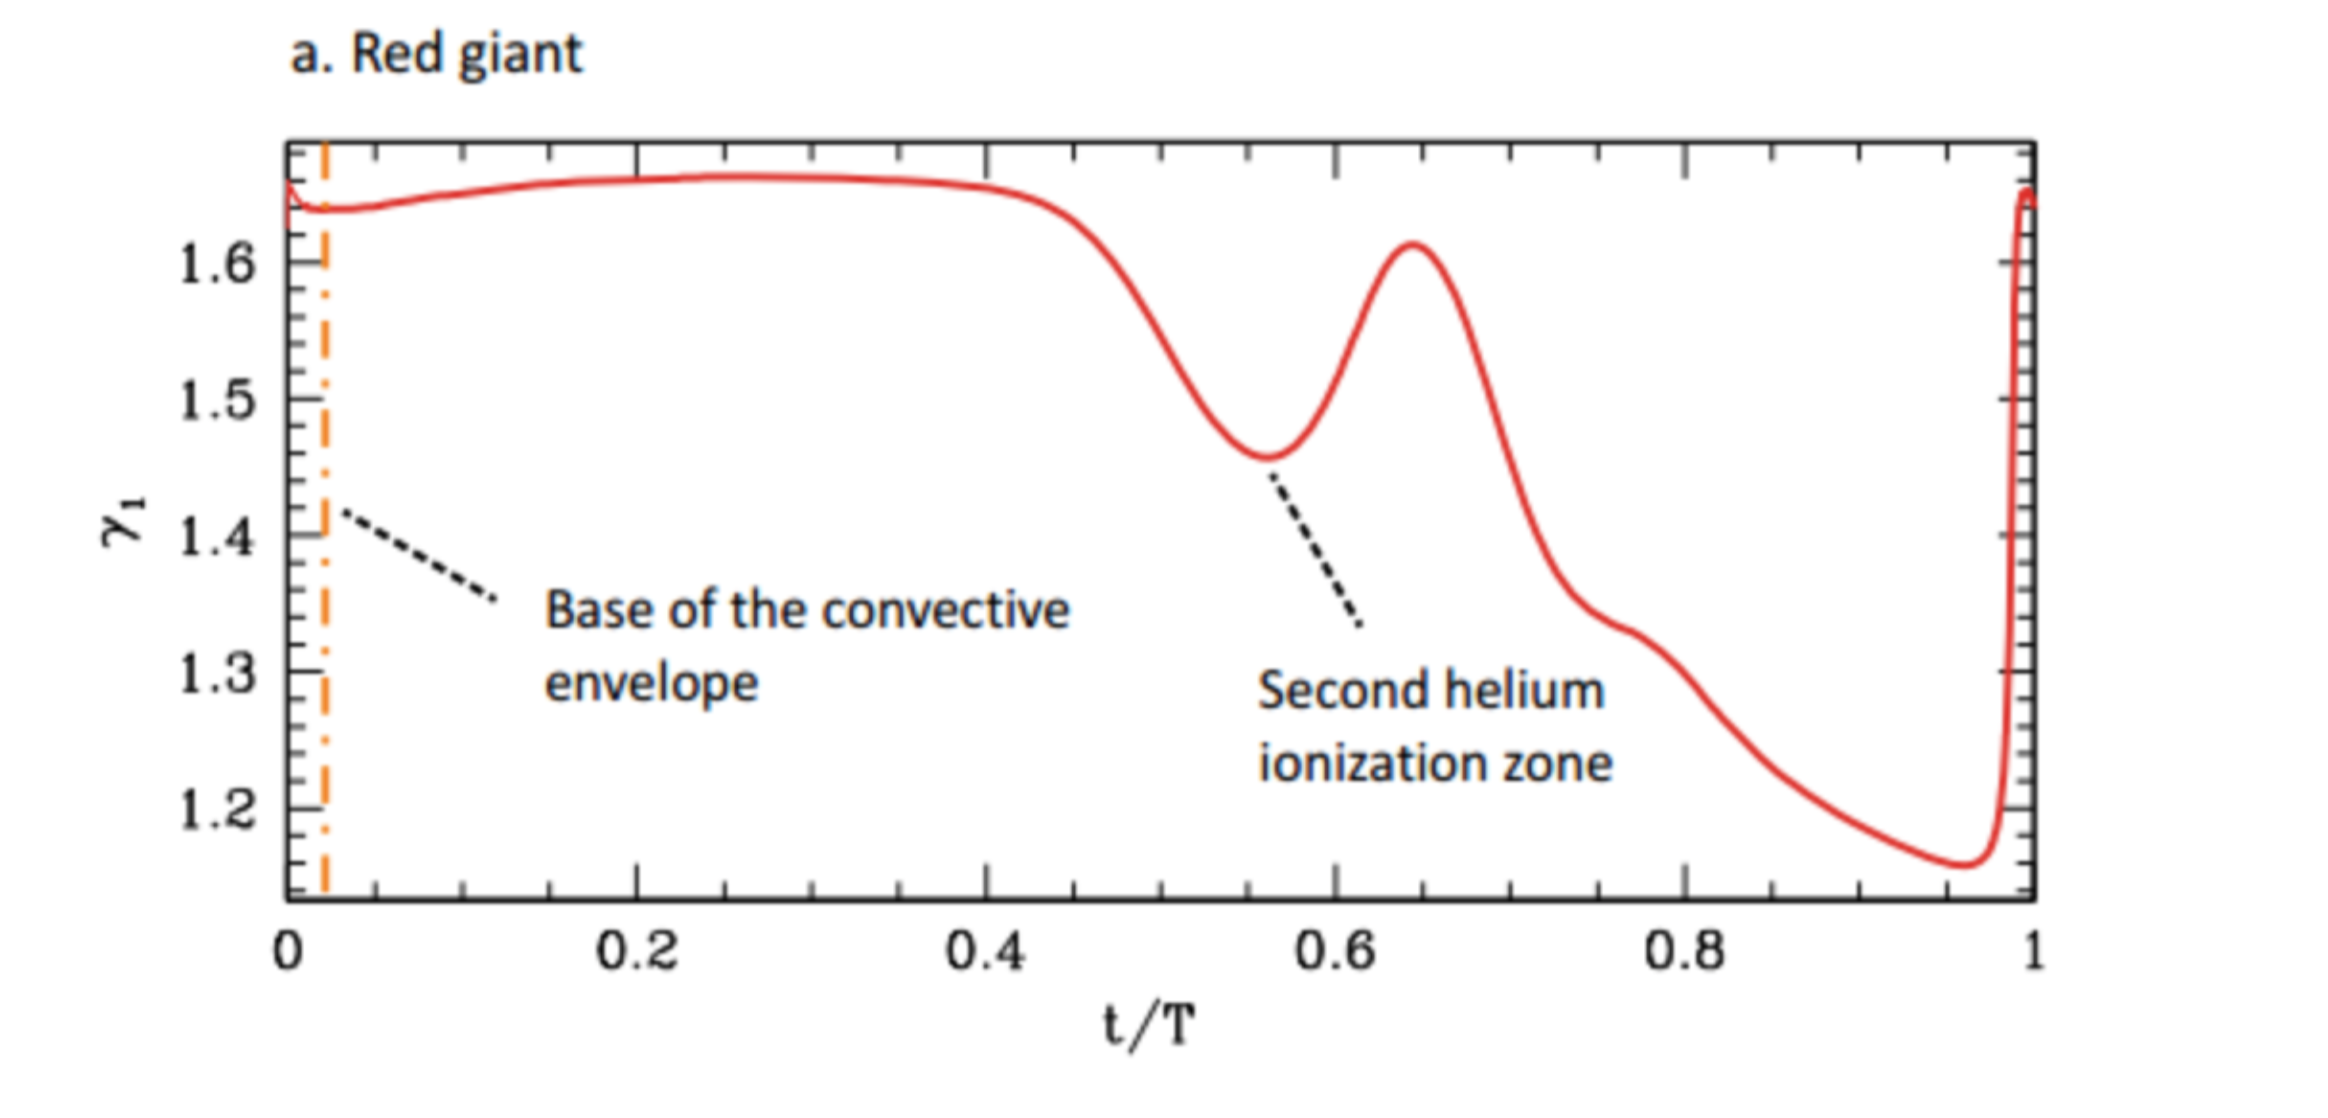 a. Red giant
1.6
1.5
γ₁
1.4
Base of the convective
envelope
1.3
Second helium
ionization zone
1.2
0 0.2 0.4 0.6 0.8 1
t/T